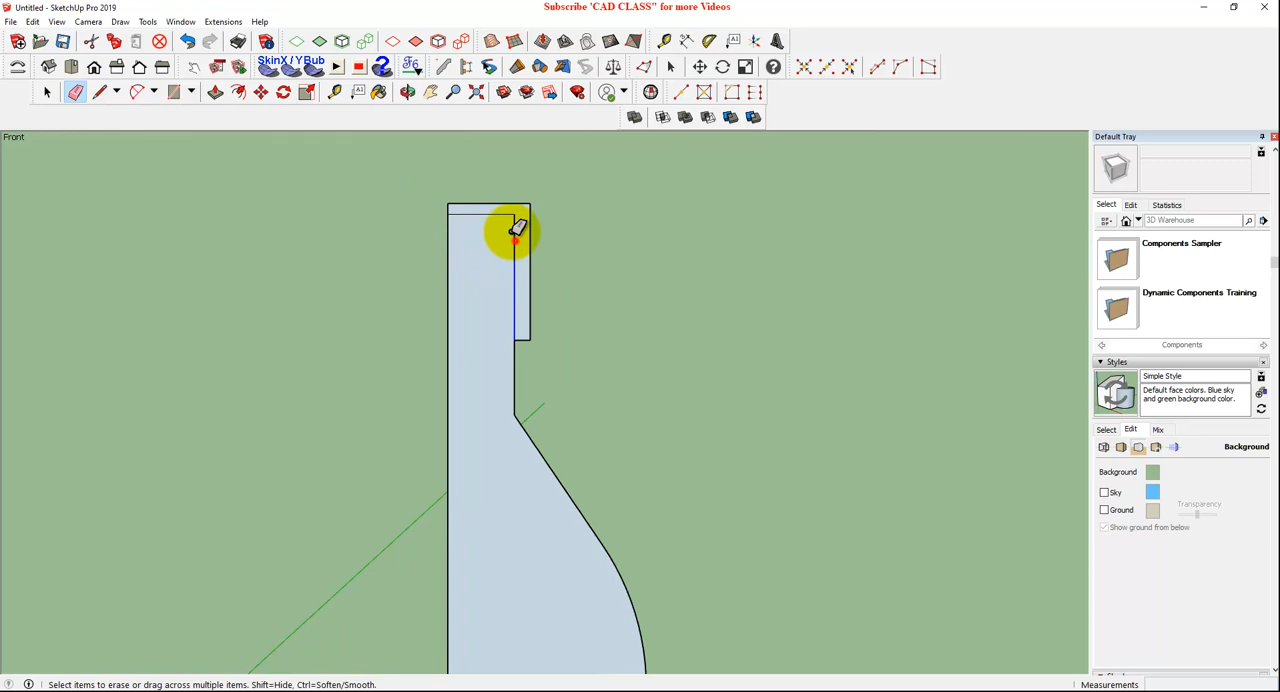 Untitled - SketchUp Pro 2019
Subscribe 'CAD CLASS" for more Videos
File Edit View Camera Draw Tools Window Extensions Help
SkinX / YBub
Front
Default Tray
Select Edit Statistics
3D Warehouse
Components Sampler
Dynamic Components Training
Components
Styles
Simple Style
Default face colors. Blue sky
and green background color.
Select Edit Mix
Background
Background
Sky
Transparency
Ground
Show ground from below
Select items to erase or drag across multiple items. Shift=Hide, Ctrl=Soften/Smooth.
Measurements